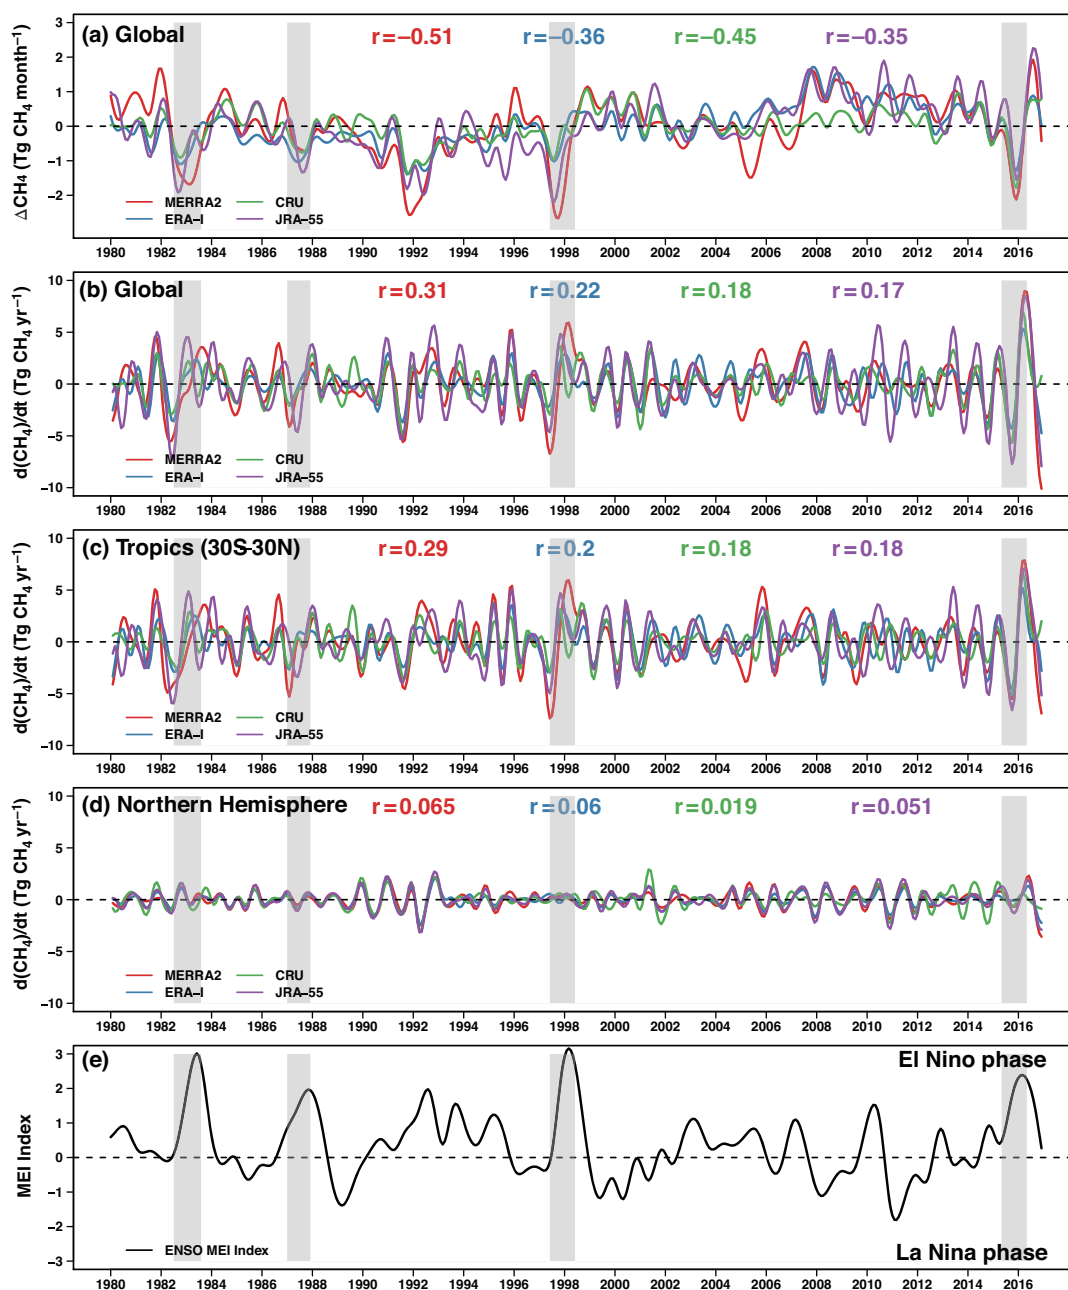 (a) Global
r=−0.51 r=−0.36 r=−0.45 r=−0.35
△CH4 (Tg CH4 month−1)
3
2
1
0
−1
−2
MERRA2 CRU
ERA−I JRA−55
1980 1982 1984 1986 1988 1990 1992 1994 1996 1998 2000 2002 2004 2006 2008 2010 2012 2014 2016
(b) Global
r=0.31 r=0.22 r=0.18 r=0.17
d(CH4)/dt (Tg CH4 yr−1)
10
5
0
−5
−10
MERRA2 CRU
ERA−I JRA−55
1980 1982 1984 1986 1988 1990 1992 1994 1996 1998 2000 2002 2004 2006 2008 2010 2012 2014 2016
(c) Tropics (30S-30N)
r=0.29 r=0.2 r=0.18 r=0.18
d(CH4)/dt (Tg CH4 yr−1)
10
5
0
−5
−10
MERRA2 CRU
ERA−I JRA−55
1980 1982 1984 1986 1988 1990 1992 1994 1996 1998 2000 2002 2004 2006 2008 2010 2012 2014 2016
(d) Northern Hemisphere
r=0.065 r=0.06 r=0.019 r=0.051
d(CH4)/dt (Tg CH4 yr−1)
10
5
0
−5
−10
MERRA2 CRU
ERA−I JRA−55
1980 1982 1984 1986 1988 1990 1992 1994 1996 1998 2000 2002 2004 2006 2008 2010 2012 2014 2016
(e)
El Nino phase
MEI Index
3
2
1
0
−1
−2
−3
ENSO MEI Index
La Nina phase
1980 1982 1984 1986 1988 1990 1992 1994 1996 1998 2000 2002 2004 2006 2008 2010 2012 2014 2016